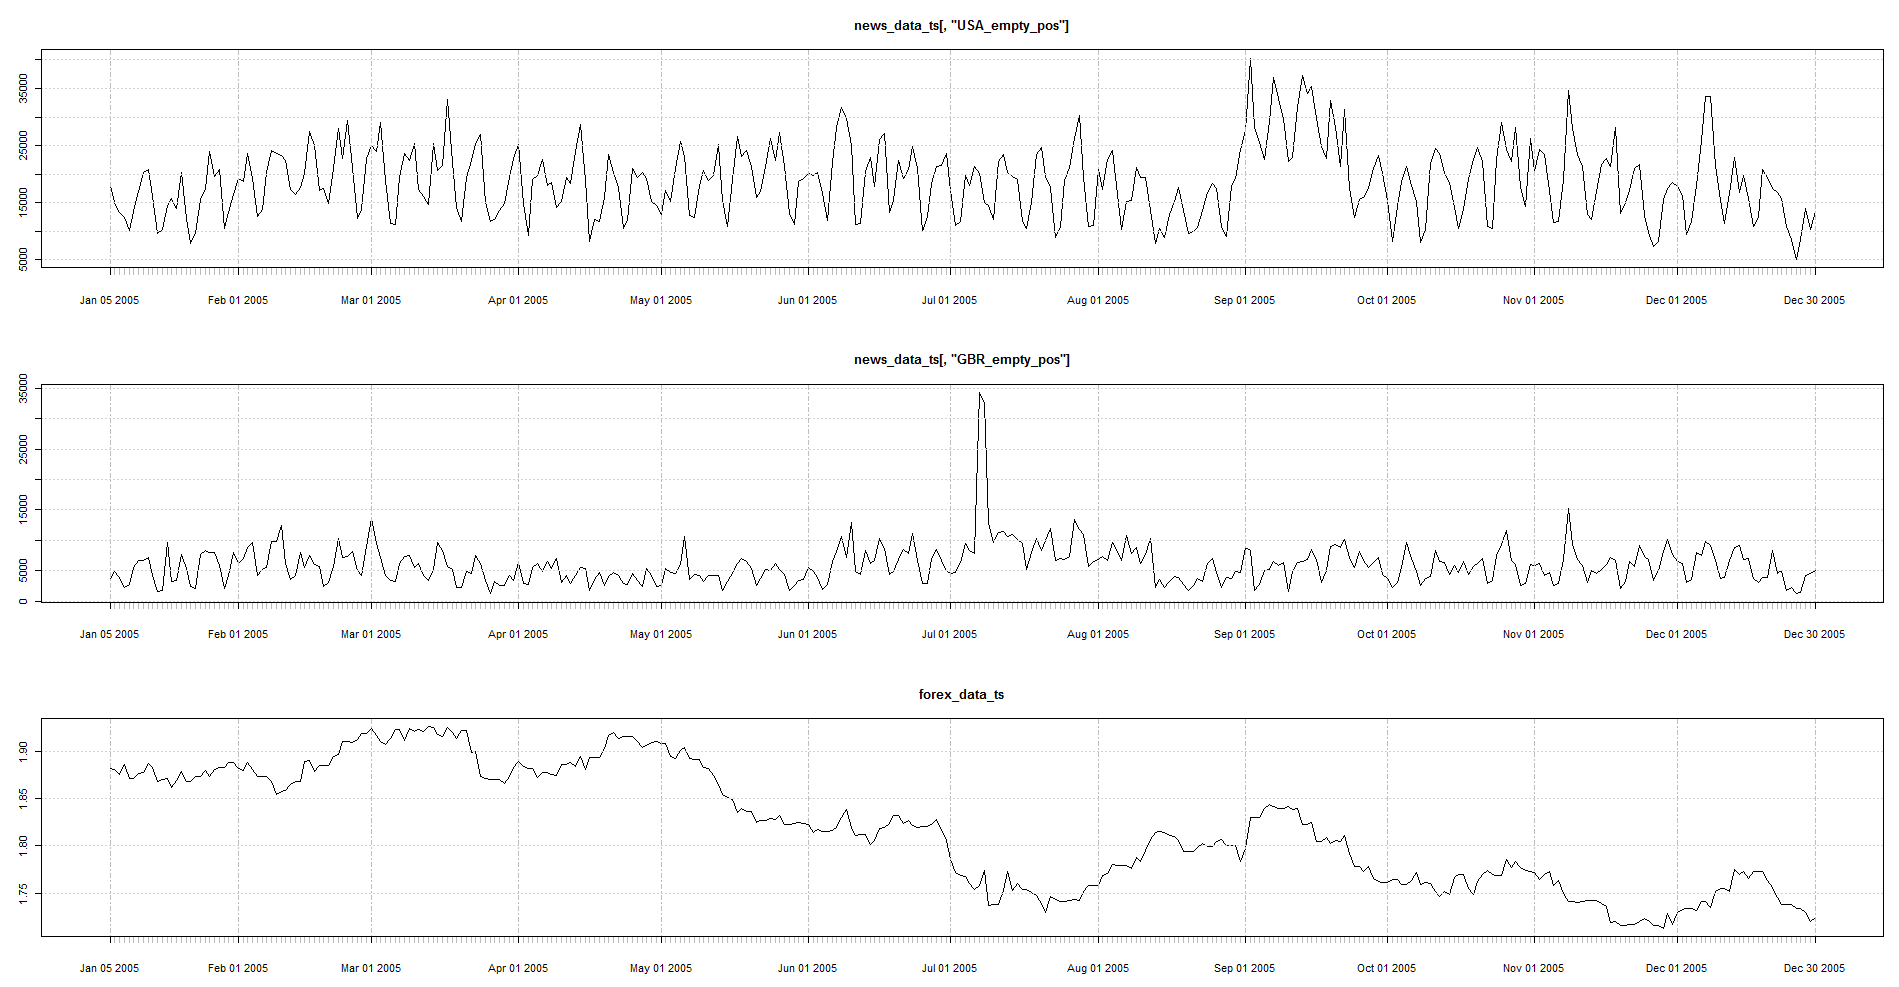 news_data_ts[, "USA_empty_pos"]
35000
25000
15000
5000
Jan 05 2005 Feb 01 2005 Mar 01 2005 Apr 01 2005 May 01 2005 Jun 01 2005 Jul 01 2005 Aug 01 2005 Sep 01 2005 Oct 01 2005 Nov 01 2005 Dec 01 2005 Dec 30 2005
news_data_ts[, "GBR_empty_pos"]
35000
25000
15000
5000
0
Jan 05 2005 Feb 01 2005 Mar 01 2005 Apr 01 2005 May 01 2005 Jun 01 2005 Jul 01 2005 Aug 01 2005 Sep 01 2005 Oct 01 2005 Nov 01 2005 Dec 01 2005 Dec 30 2005
forex_data_ts
1.90
1.85
1.80
1.75
Jan 05 2005 Feb 01 2005 Mar 01 2005 Apr 01 2005 May 01 2005 Jun 01 2005 Jul 01 2005 Aug 01 2005 Sep 01 2005 Oct 01 2005 Nov 01 2005 Dec 01 2005 Dec 30 2005